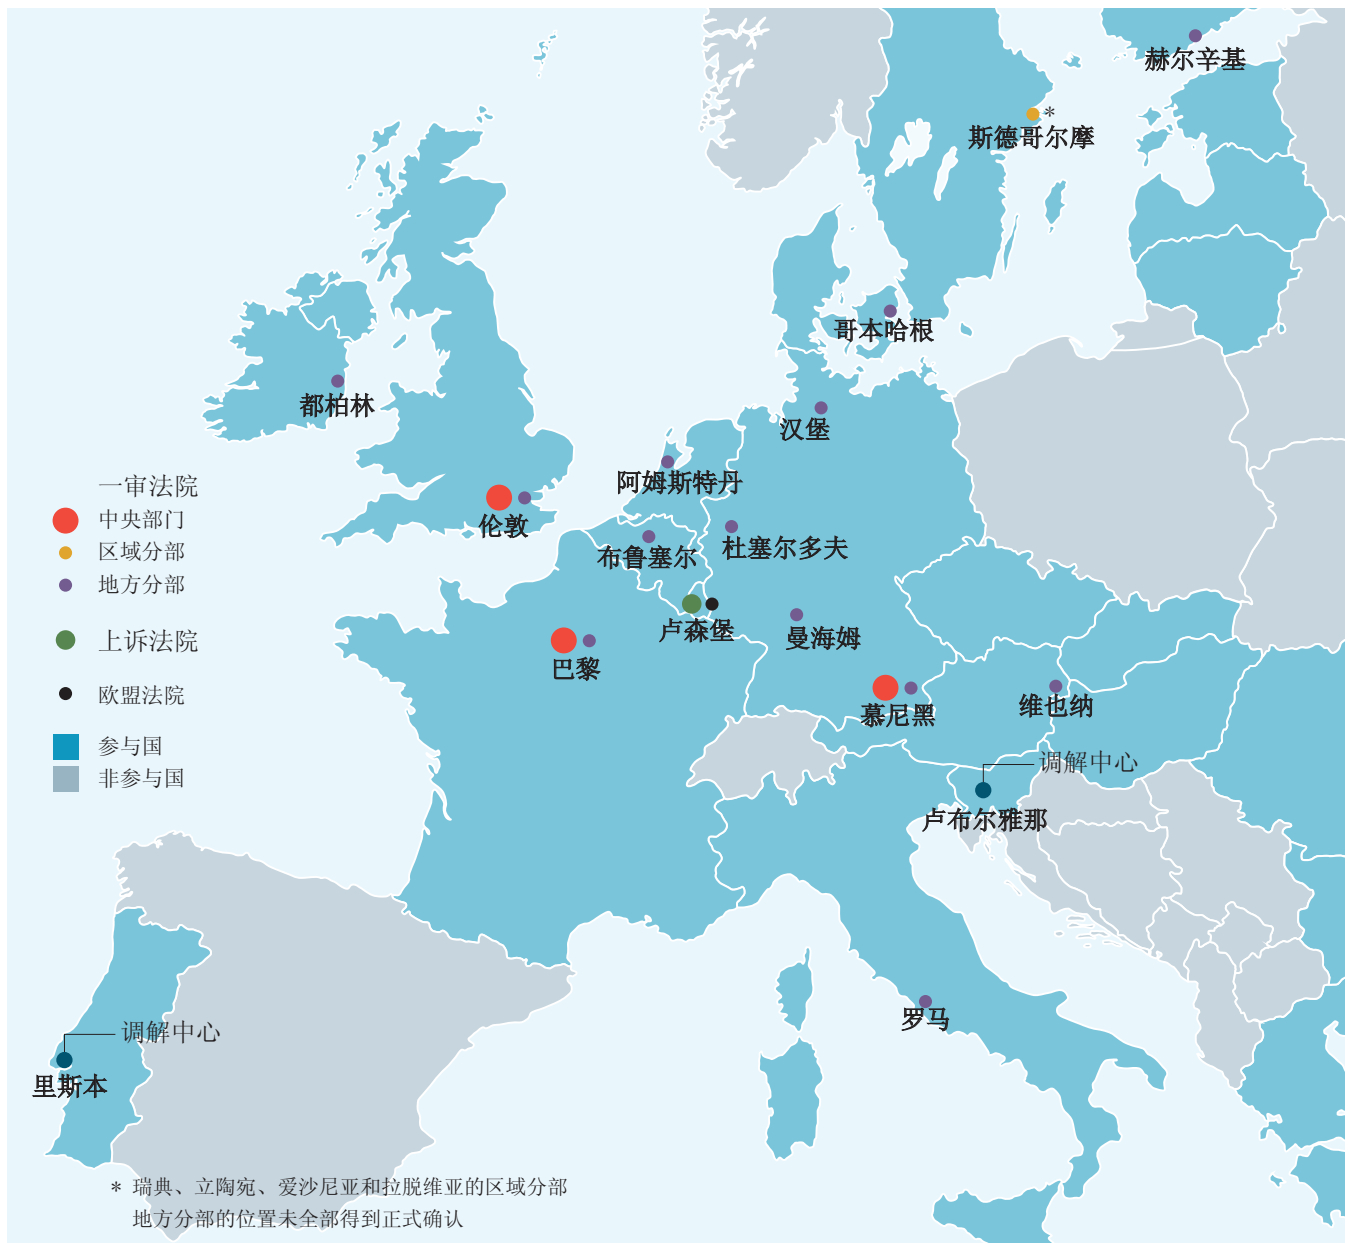 赫尔辛基
*
斯德哥尔摩
哥本哈根
都柏林
汉堡
阿姆斯特丹
伦敦
布鲁塞尔
杜塞尔多夫
卢森堡
曼海姆
巴黎
慕尼黑
维也纳
调解中心
卢布尔雅那
罗马
调解中心
里斯本
一审法院
中央部门
区域分部
地方分部
上诉法院
欧盟法院
参与国
非参与国
* 瑞典、立陶宛、爱沙尼亚和拉脱维亚的区域分部
地方分部的位置未全部得到正式确认